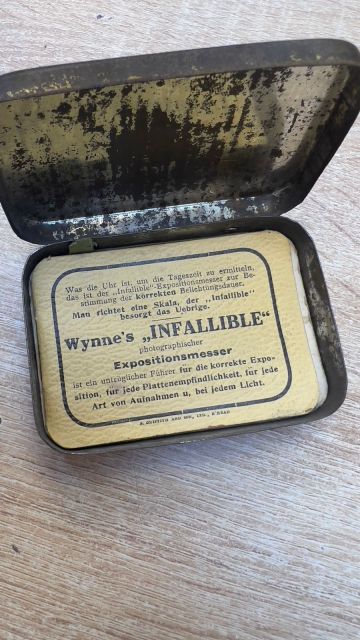 Was die Uhr ist, um die Tageszeit zu ermitteln,
das ist der „Infallible"-Expositionsmesser zur Be-
stimmung der korrekten Belichtungsdauer.
Man richtet eine Skala, der „Infallible"
besorgt das Uebrige.
Wynne's „INFALLIBLE"
photographischer
Expositionsmesser
ist ein untrüglicher Führer für die korrekte Expo-
sition, für jede Plattenempfindlichkeit, für jede
Art von Aufnahmen u. bei jedem Licht.